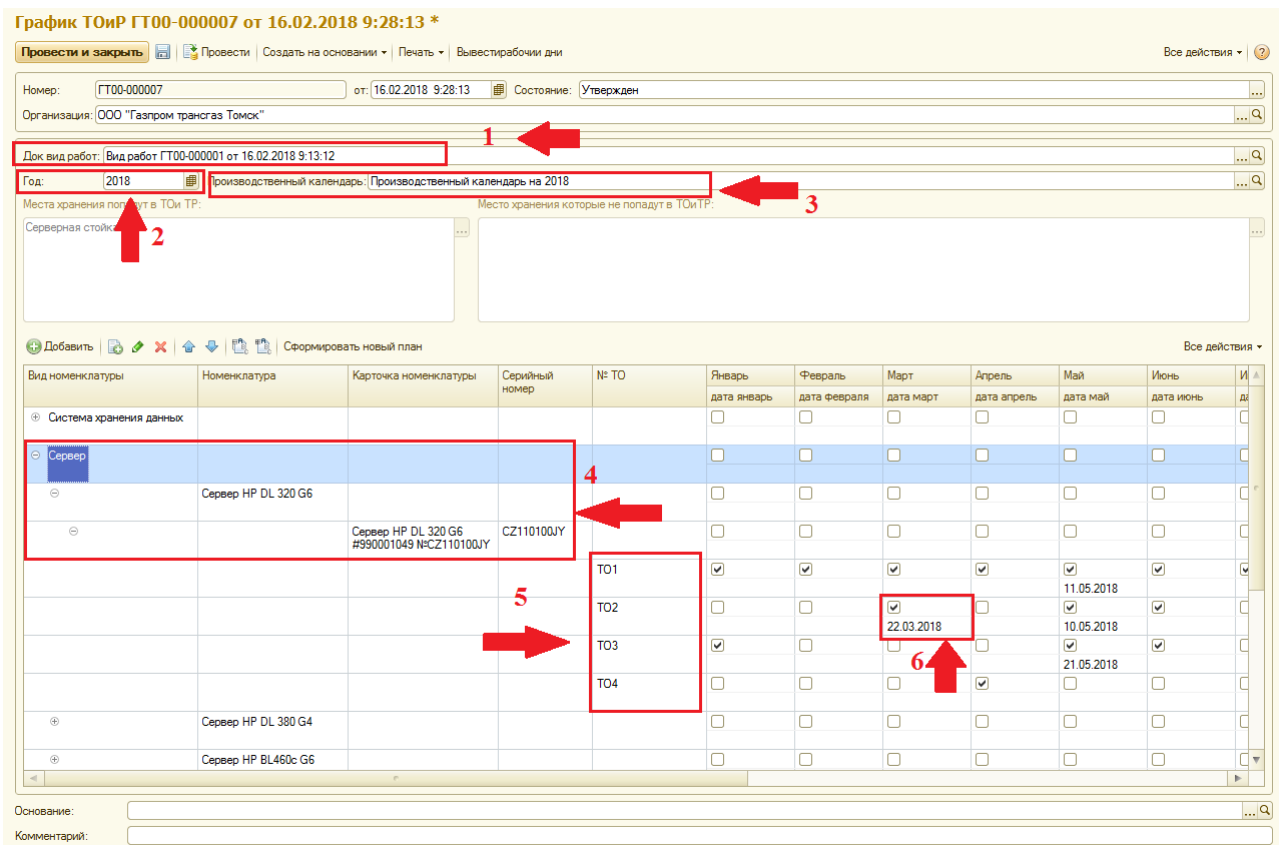 График ТОиР ГТ00-000007 от 16.02.2018 9:28:13 *
Провести и закрыть Провести Создать на основании Печать Вывестирабочии дни Все действия ?
Номер: ГТ00-000007 от: 16.02.2018 9:28:13 Состояние: Утвержден ...
Организация: ООО "Газпром трансгаз Томск" ...
1
Док вид работ: Вид работ ГТ00-000001 от 16.02.2018 9:13:12 ...
Год: 2018 Производственный календарь: Производственный календарь на 2018 ...
3
Места хранения попадут в ТОи ТР: Место хранения которые не попадут в ТОиТР:
2
Серверная стойка ... ...
Добавить Сформировать новый план Все действия
Вид номенклатуры Номенклатура Карточка номенклатуры Серийный номер № ТО Январь Февраль Март Апрель Май Июнь И
дата январь дата февраля дата март дата апрель дата май дата июнь
Система хранения данных
Сервер
4
Сервер HP DL 320 G6
Сервер HP DL 320 G6 CZ110100JY
#990001049 №CZ110100JY
ТО1
11.05.2018
5
ТО2
22.03.2018 10.05.2018
ТО3
6
21.05.2018
ТО4
Сервер HP DL 380 G4
Сервер HP BL460c G6
Основание: ...
Комментарий: